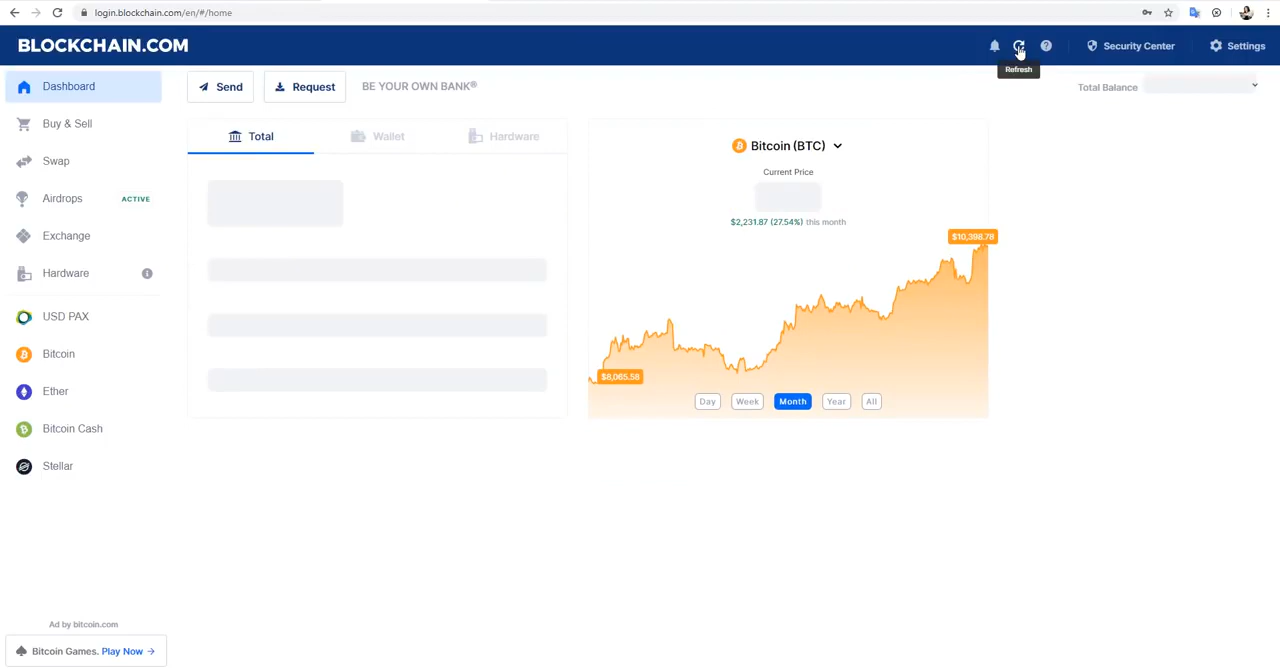 login.blockchain.com/en/#/home
BLOCKCHAIN.COM
Security Center
Settings
Refresh
Dashboard
Buy & Sell
Swap
Airdrops ACTIVE
Exchange
Hardware
USD PAX
Bitcoin
Ether
Bitcoin Cash
Stellar
Ad by bitcoin.com
Bitcoin Games. Play Now →
Send
Request
BE YOUR OWN BANK®
Total Balance
Total
Wallet
Hardware
Bitcoin (BTC)
Current Price
$2,231.87 (27.54%) this month
$10,398.78
$8,065.58
Day
Week
Month
Year
All